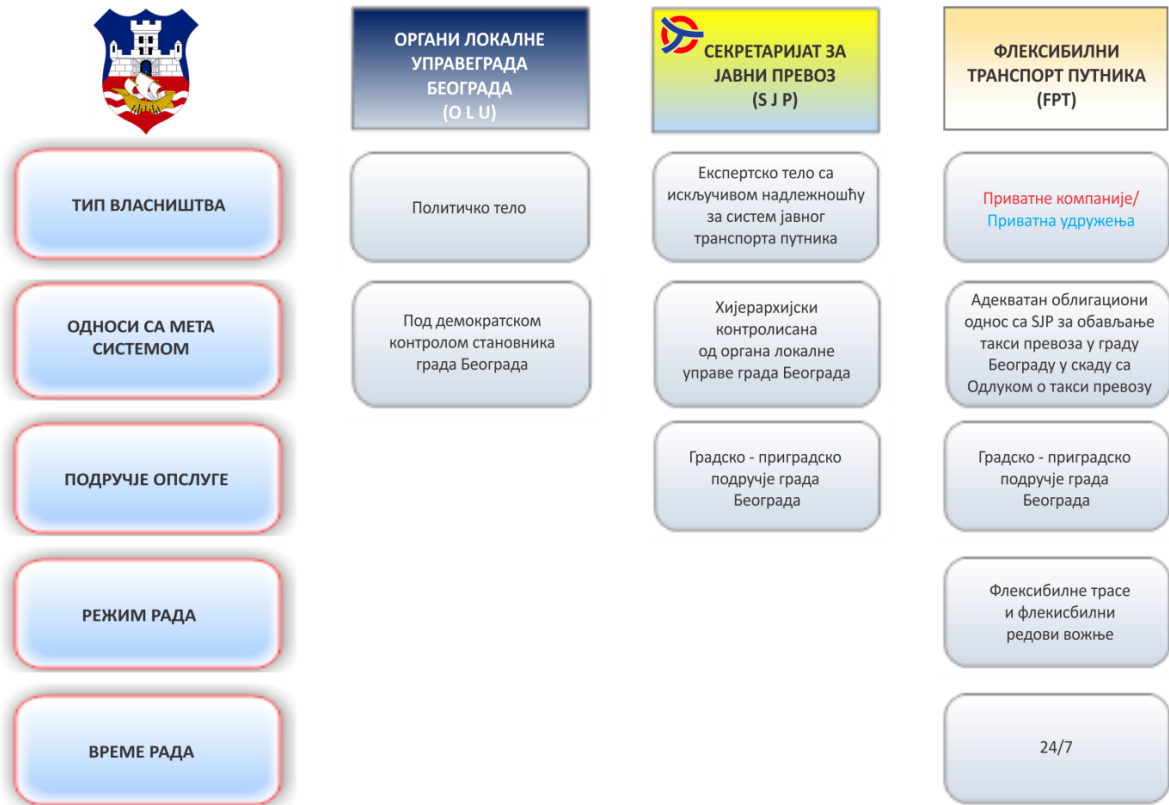 ОРГАНИ ЛОКАЛНЕ
УПРАВЕГРАДА
БЕОГРАДА
(O L U)
СЕКРЕТАРИЈАТ ЗА
ЈАВНИ ПРЕВОЗ
(S J P)
ФЛЕКСИБИЛНИ
ТРАНСПОРТ ПУТНИКА
(FPT)
ТИП ВЛАСНИШТВА
Политичко тело
Експертско тело са
искључивом надлежношћу
за систем јавног
транспорта путника
Приватне компаније/
Приватна удружења
ОДНОСИ СА МЕТА
СИСТЕМОМ
Под демократском
контролом становника
града Београда
Хијерархијски
контролисана
од органа локалне
управе града Београда
Адекватан облигациони
однос са SJP за обављање
такси превоза у граду
Београду у скаду са
Одлуком о такси превозу
ПОДРУЧЈЕ ОПСЛУГЕ
Градско - приградско
подручје града
Београда
Градско - приградско
подручје града
Београда
РЕЖИМ РАДА
Флексибилне трасе
и флекисбилни
редови вожње
ВРЕМЕ РАДА
24/7